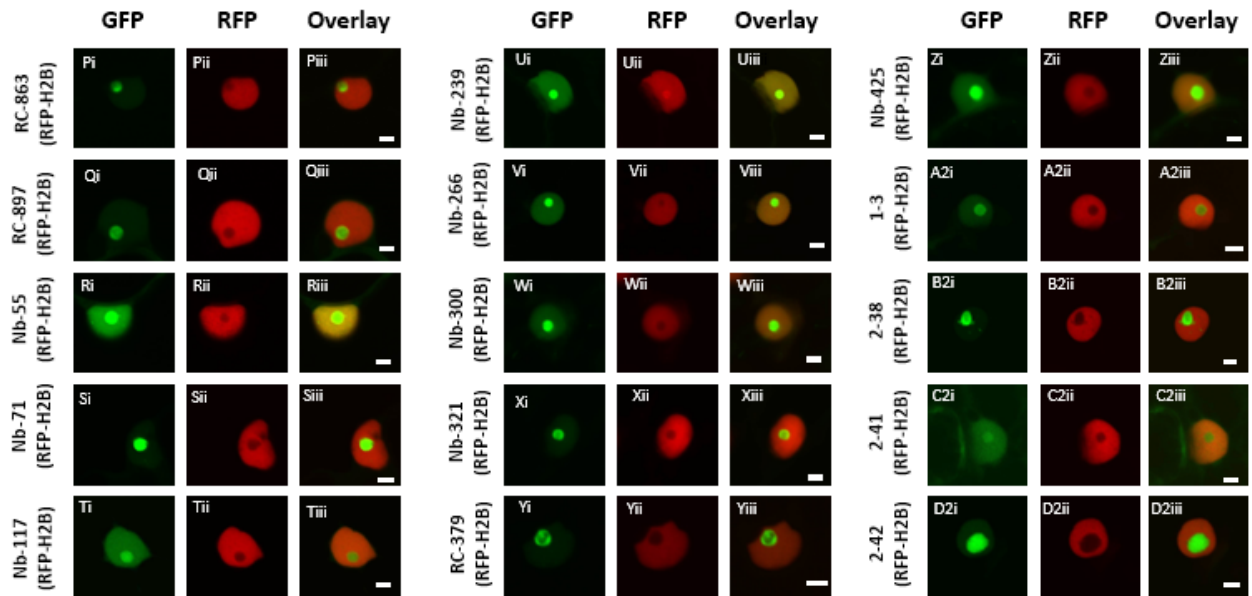 GFP RFP Overlay GFP RFP Overlay GFP RFP Overlay
RC-863
(RFP-H2B)
Pi Pii Piii
Nb-239
(RFP-H2B)
Ui Uii Uiii
Nb-425
(RFP-H2B)
Zi Zii Ziii
RC-897
(RFP-H2B)
Qi Qii Qiii
Nb-266
(RFP-H2B)
Vi Vii Viii
1-3
(RFP-H2B)
A2i A2ii A2iii
Nb-55
(RFP-H2B)
Ri Rii Riii
Nb-300
(RFP-H2B)
Wi Wii Wiii
2-38
(RFP-H2B)
B2i B2ii B2iii
Nb-71
(RFP-H2B)
Si Sii Siii
Nb-321
(RFP-H2B)
Xi Xii Xiii
2-41
(RFP-H2B)
C2i C2ii C2iii
Nb-117
(RFP-H2B)
Ti Tii Tiii
RC-379
(RFP-H2B)
Yi Yii Yiii
2-42
(RFP-H2B)
D2i D2ii D2iii